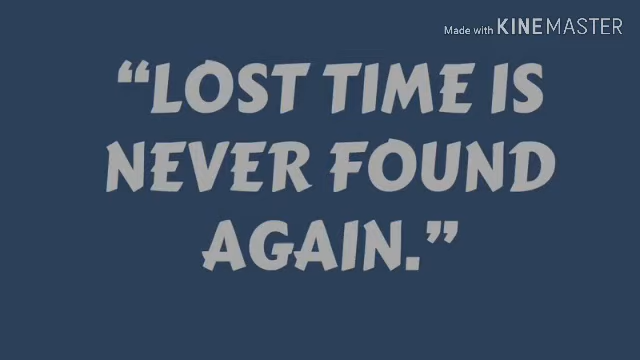 Made with KINEMASTER
“LOST TIME IS
NEVER FOUND
AGAIN.”